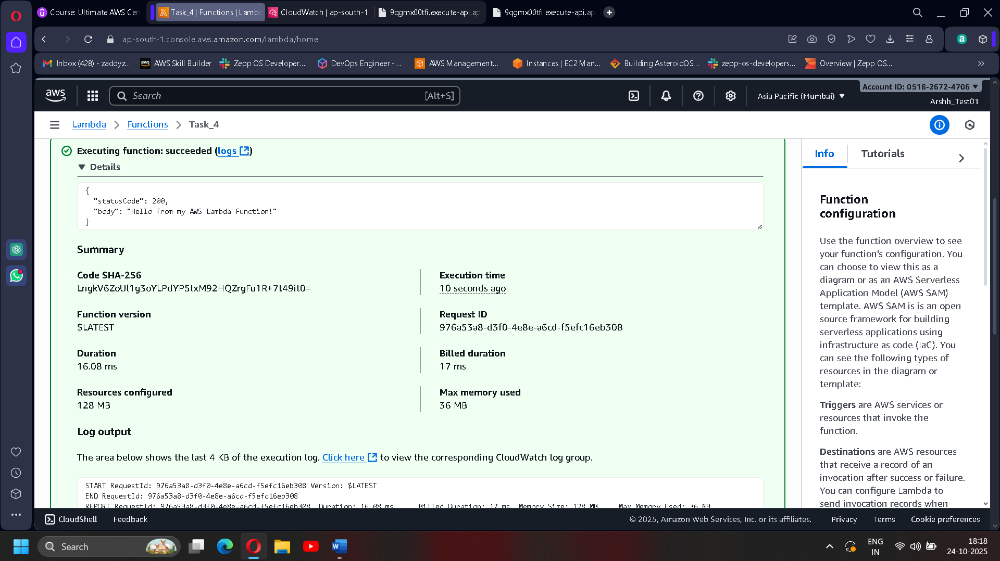 Course: Ultimate AWS Cert
Task_4 | Functions | Lambd
CloudWatch | ap-south-1
9qgmx00tfi.execute-api.ap
9qgmx00tfi.execute-api.ap
ap-south-1.console.aws.amazon.com/lambda/home
Inbox (428) - zaddyz...
AWS Skill Builder
Zepp OS Developer...
DevOps Engineer -...
AWS Management...
Instances | EC2 Man...
Building AsteroidOS...
zepp-os-developers...
Overview | Zepp OS...
aws
Search
[Alt+S]
Asia Pacific (Mumbai)
Account ID: 0518-2672-4706
Arshh_Test01
Lambda
Functions
Task_4
Executing function: succeeded (logs)
Details
{
"statusCode": 200,
"body": "Hello from my AWS Lambda Function!"
}
Summary
Code SHA-256
LngkV6ZoUl1g3oYLPdYP5txM92HQZrgFu1R+7t49it0=
Execution time
10 seconds ago
Function version
$LATEST
Request ID
976a53a8-d3f0-4e8e-a6cd-f5efc16eb308
Duration
16.08 ms
Billed duration
17 ms
Resources configured
128 MB
Max memory used
36 MB
Log output
The area below shows the last 4 KB of the execution log. Click here to view the corresponding CloudWatch log group.
START RequestId: 976a53a8-d3f0-4e8e-a6cd-f5efc16eb308 Version: $LATEST
END RequestId: 976a53a8-d3f0-4e8e-a6cd-f5efc16eb308
REPORT RequestId: 976a53a8-d3f0-4e8e-a6cd-f5efc16eb308 Duration: 16.08 ms Billed Duration: 17 ms Memory Size: 128 MB Max Memory Used: 36 MB
Info
Tutorials
Function
configuration
Use the function overview to see
your function's configuration. You
can choose to view this as a
diagram or as an AWS Serverless
Application Model (AWS SAM)
template. AWS SAM is is an open
source framework for building
serverless applications using
infrastructure as code (IaC). You
can see the following types of
resources in the diagram or
template:
Triggers are AWS services or
resources that invoke the
function.
Destinations are AWS resources
that receive a record of an
invocation after success or failure.
You can configure Lambda to
send invocation records when
CloudShell
Feedback
© 2025, Amazon Web Services, Inc. or its affiliates.
Privacy
Terms
Cookie preferences
Search
ENG
IN
18:18
24-10-2025